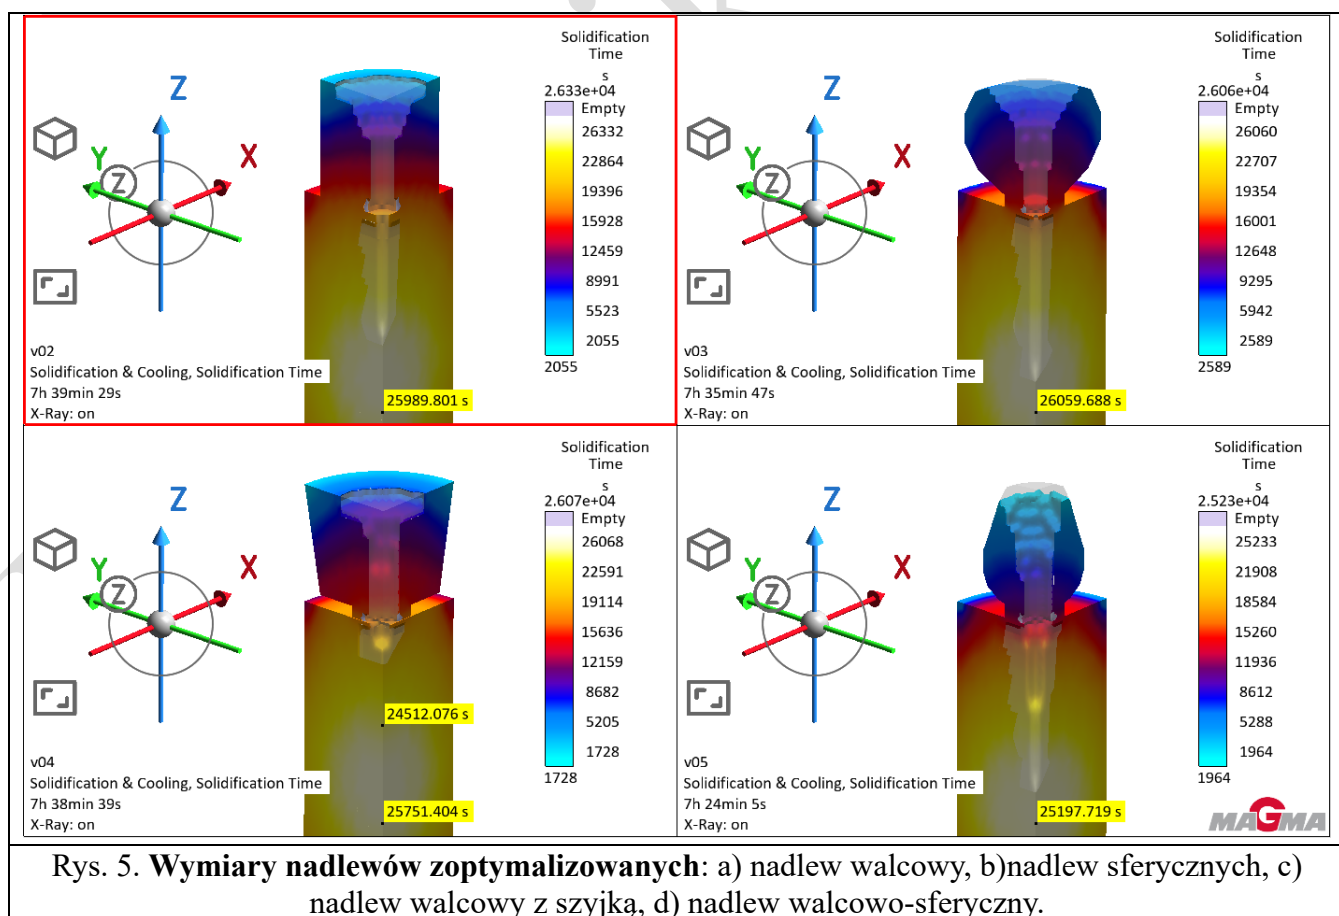 Solidification
Time
s
2.633e+04
Empty
26332
22864
19396
15928
12459
8991
5523
2055
2055
Z
X
Y
Z
v02
Solidification & Cooling, Solidification Time
7h 39min 29s
X-Ray: on
25989.801 s
Solidification
Time
s
2.606e+04
Empty
26060
22707
19354
16001
12648
9295
5942
2589
2589
Z
X
Y
Z
v03
Solidification & Cooling, Solidification Time
7h 35min 47s
X-Ray: on
26059.688 s
Solidification
Time
s
2.607e+04
Empty
26068
22591
19114
15636
12159
8682
5205
1728
1728
Z
X
Y
Z
v04
Solidification & Cooling, Solidification Time
7h 38min 39s
X-Ray: on
24512.076 s
25751.404 s
Solidification
Time
s
2.523e+04
Empty
25233
21908
18584
15260
11936
8612
5288
1964
1964
Z
X
Y
Z
v05
Solidification & Cooling, Solidification Time
7h 24min 5s
X-Ray: on
25197.719 s
MAGMA
Rys. 5. Wymiary nadlewów zoptymalizowanych: a) nadlew walcowy, b)nadlew sferycznych, c)
nadlew walcowy z szyjką, d) nadlew walcowo-sferyczny.